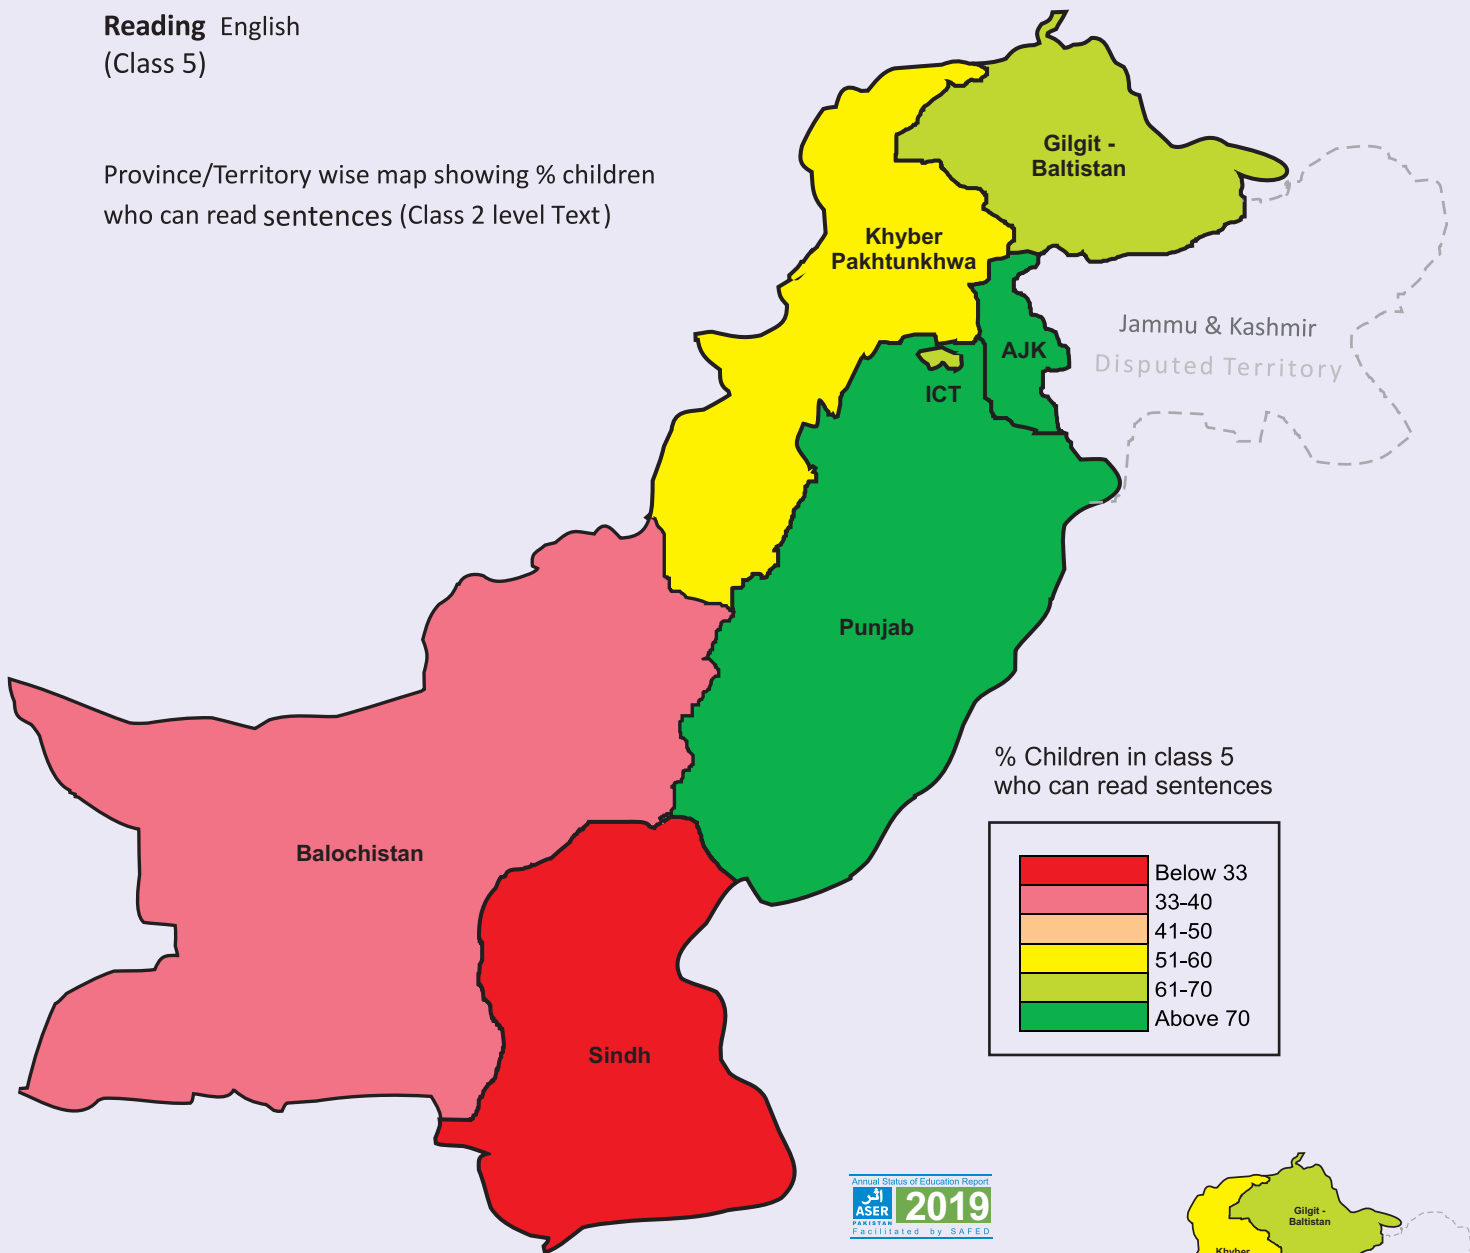 Reading English
(Class 5)
Province/Territory wise map showing % children
who can read sentences (Class 2 level Text)
Gilgit -
Baltistan
Khyber
Pakhtunkhwa
Jammu & Kashmir
Disputed Territory
AJK
ICT
Punjab
Balochistan
Sindh
% Children in class 5
who can read sentences
Below 33
33-40
41-50
51-60
61-70
Above 70
Annual Status of Education Report
اثر
ASER
PAKISTAN
2019
Facilitated by SAFED
Gilgit -
Baltistan
Khyber